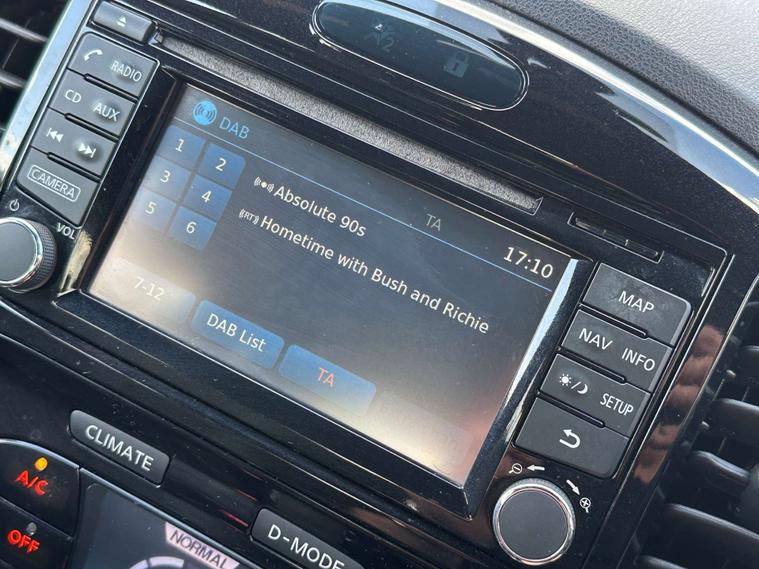 RADIO
CD AUX
CAMERA
VOL
DAB
TA
17:10
1 2
3 4
5 6
7-12
Absolute 90s
(RT) Hometime with Bush and Richie
DAB List
TA
MAP
NAV INFO
SETUP
CLIMATE
A/C
OFF
NORMAL
D-MODE